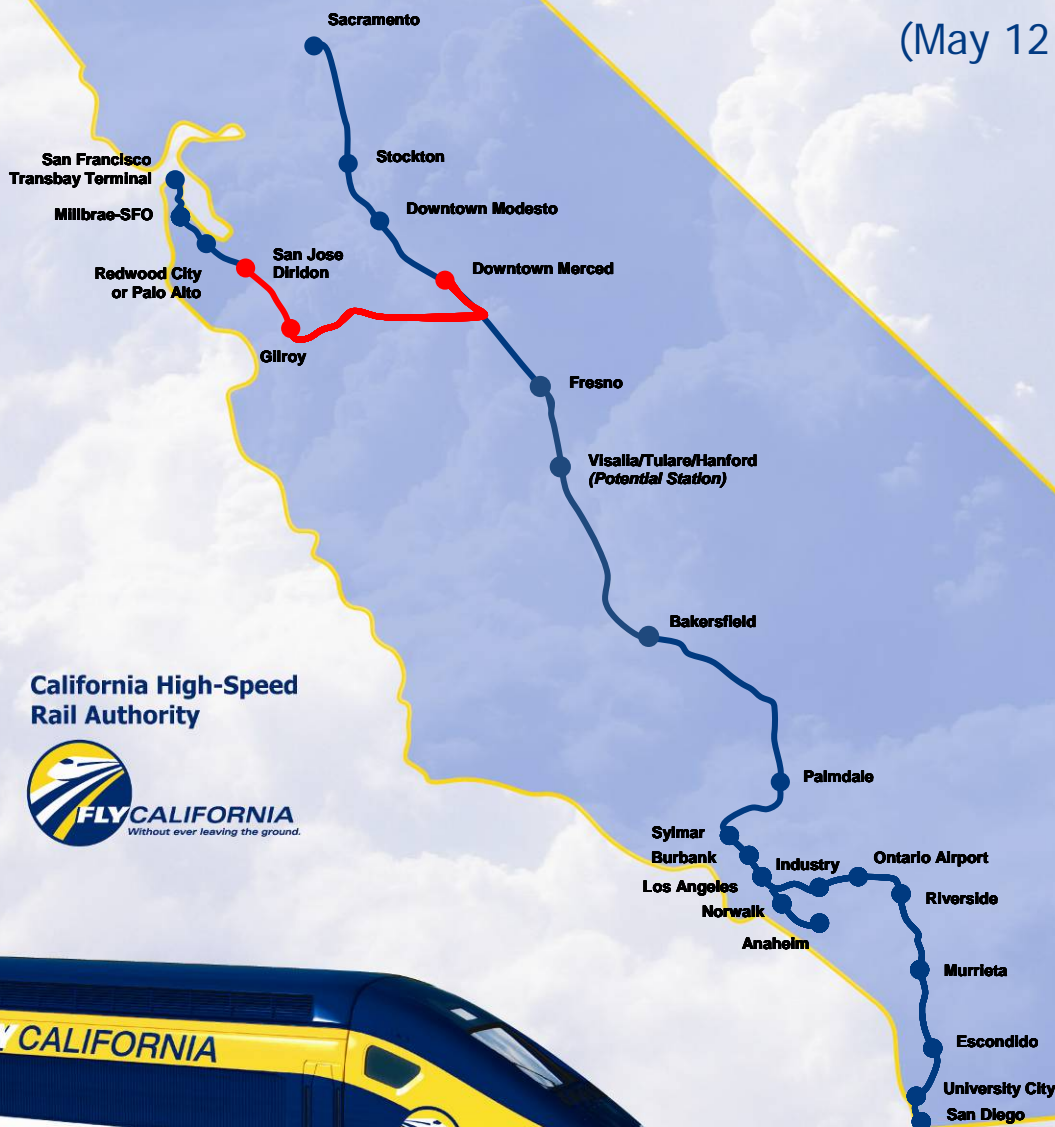 (May 12
Sacramento
San Francisco
Transbay Terminal
Stockton
Millbrae-SFO
Downtown Modesto
San Jose
Diridon
Redwood City
or Palo Alto
Downtown Merced
Gilroy
Fresno
Visalia/Tulare/Hanford
(Potential Station)
Bakersfield
California High-Speed
Rail Authority
FLYCALIFORNIA
Without ever leaving the ground.
Palmdale
Sylmar
Burbank
Industry
Ontario Airport
Los Angeles
Riverside
Norwalk
Anaheim
Murrieta
Escondido
University City
San Diego
Y CALIFORNIA